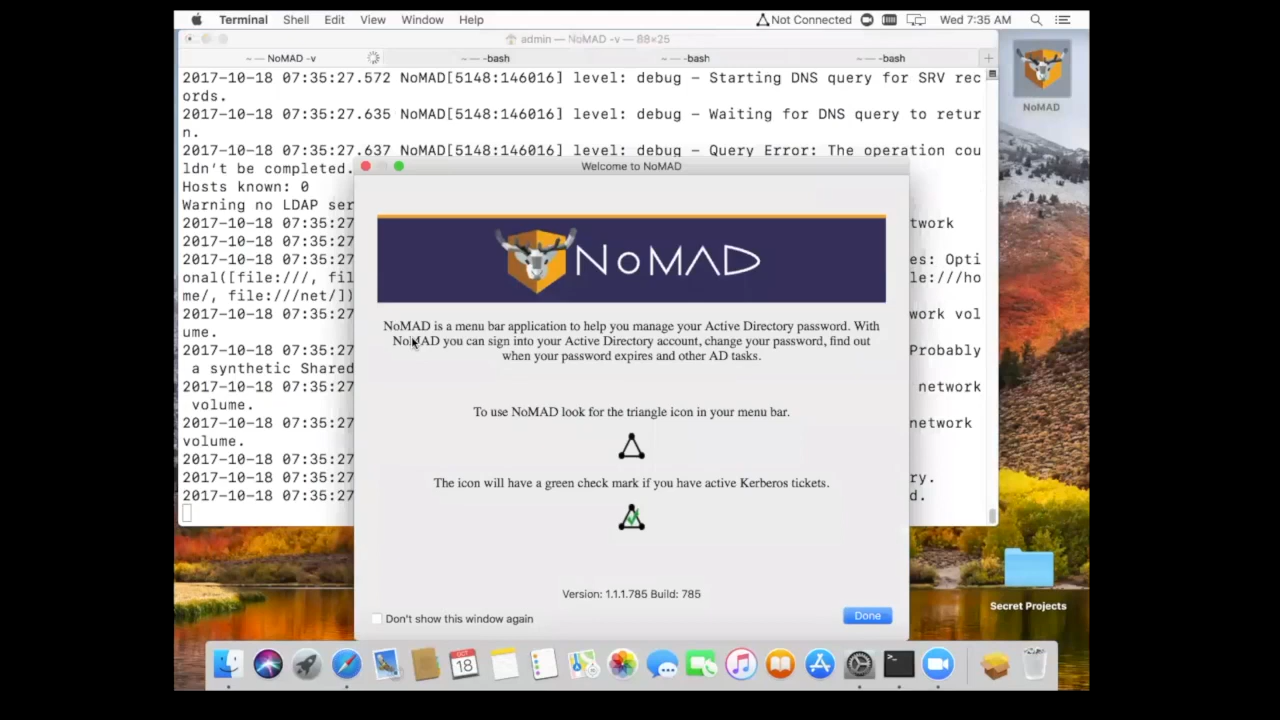 Terminal Shell Edit View Window Help Not Connected Wed 7:35 AM
admin — NoMAD -v — 88×25
~ — NoMAD -v ~ — -bash ~ — -bash ~ — -bash
NoMAD
2017-10-18 07:35:27.572 NoMAD[5148:146016] level: debug - Starting DNS query for SRV rec
ords.
2017-10-18 07:35:27.635 NoMAD[5148:146016] level: debug - Waiting for DNS query to retur
n.
2017-10-18 07:35:27.637 NoMAD[5148:146016] level: debug - Query Error: The operation cou
ldn't be completed.
Hosts known: 0
Warning no LDAP ser
2017-10-18 07:35:27 twork
2017-10-18 07:35:27
2017-10-18 07:35:27 es: Opti
onal([file:///, fil le:///ho
me/, file:///net/])
2017-10-18 07:35:27 work vol
ume.
2017-10-18 07:35:27 Probably
a synthetic Shared
2017-10-18 07:35:27 network
volume.
2017-10-18 07:35:27 network
volume.
2017-10-18 07:35:27
2017-10-18 07:35:27 ry.
2017-10-18 07:35:27 d.
Welcome to NoMAD
NoMAD
NoMAD is a menu bar application to help you manage your Active Directory password. With
NoMAD you can sign into your Active Directory account, change your password, find out
when your password expires and other AD tasks.
To use NoMAD look for the triangle icon in your menu bar.
The icon will have a green check mark if you have active Kerberos tickets.
Version: 1.1.1.785 Build: 785
Don't show this window again
Done
Secret Projects
OCT
18